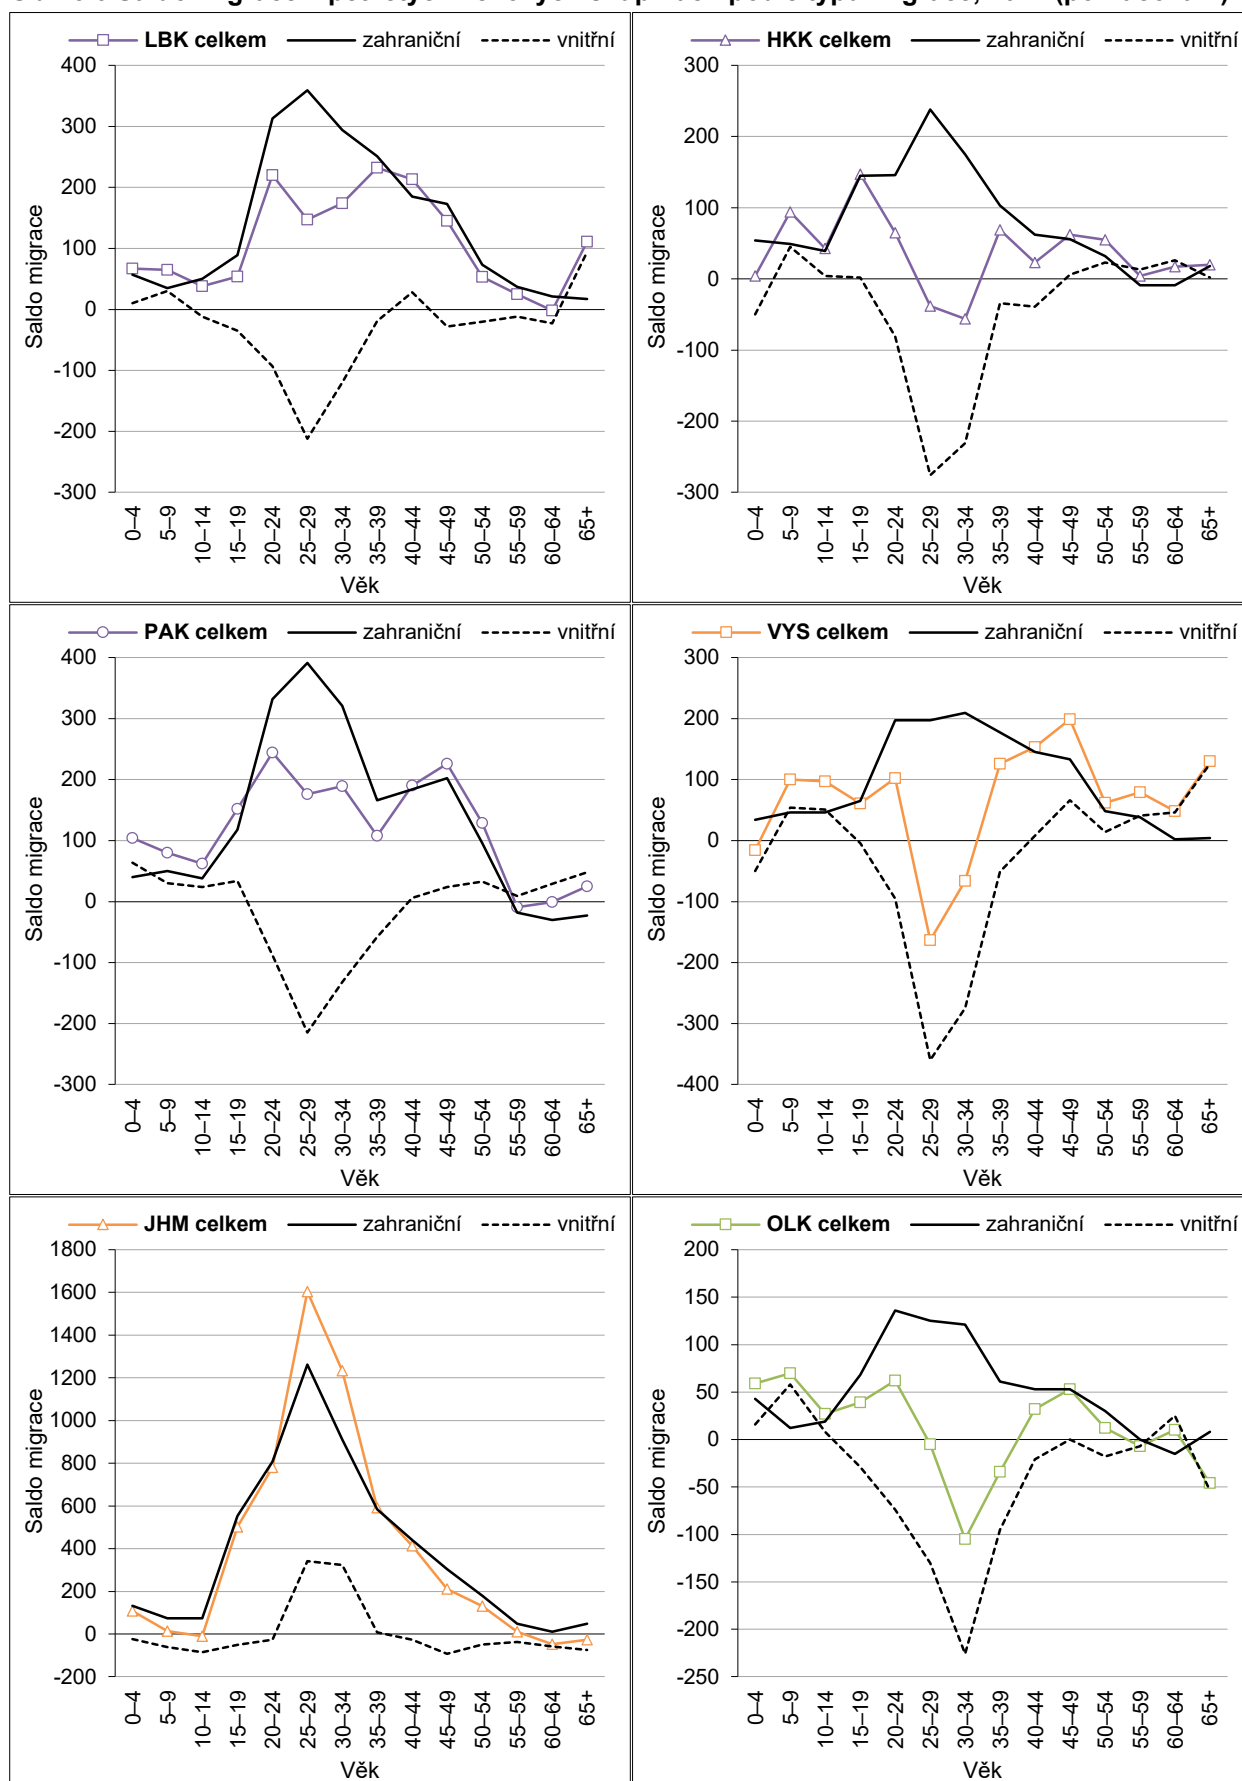 LBK celkem zahraniční vnitřní
400
300
200
100
0
-100
-200
-300
Saldo migrace
0–4 5–9 10–14 15–19 20–24 25–29 30–34 35–39 40–44 45–49 50–54 55–59 60–64 65+
Věk
HKK celkem zahraniční vnitřní
300
200
100
0
-100
-200
-300
Saldo migrace
0–4 5–9 10–14 15–19 20–24 25–29 30–34 35–39 40–44 45–49 50–54 55–59 60–64 65+
Věk
PAK celkem zahraniční vnitřní
400
300
200
100
0
-100
-200
-300
Saldo migrace
0–4 5–9 10–14 15–19 20–24 25–29 30–34 35–39 40–44 45–49 50–54 55–59 60–64 65+
Věk
VYS celkem zahraniční vnitřní
300
200
100
0
-100
-200
-300
-400
Saldo migrace
0–4 5–9 10–14 15–19 20–24 25–29 30–34 35–39 40–44 45–49 50–54 55–59 60–64 65+
Věk
JHM celkem zahraniční vnitřní
1800
1600
1400
1200
1000
800
600
400
200
0
-200
Saldo migrace
0–4 5–9 10–14 15–19 20–24 25–29 30–34 35–39 40–44 45–49 50–54 55–59 60–64 65+
Věk
OLK celkem zahraniční vnitřní
200
150
100
50
0
-50
-100
-150
-200
-250
Saldo migrace
0–4 5–9 10–14 15–19 20–24 25–29 30–34 35–39 40–44 45–49 50–54 55–59 60–64 65+
Věk